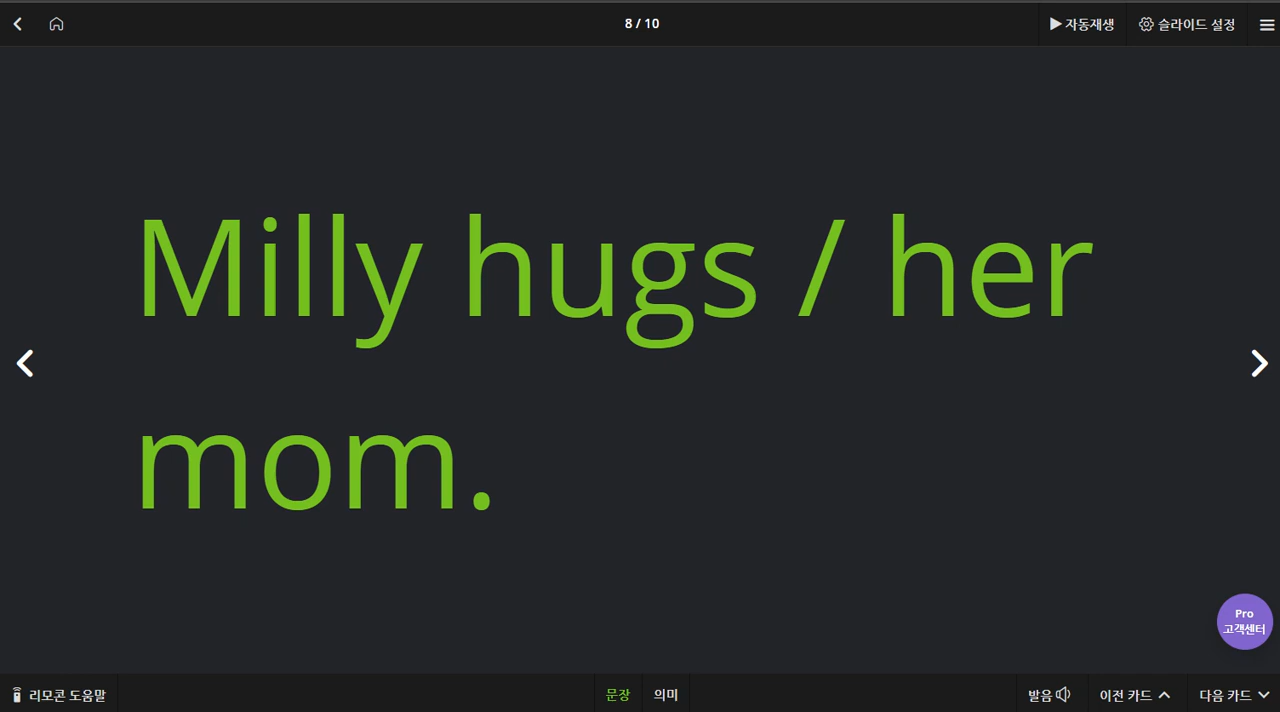 8 / 10
자동재생
슬라이드 설정
Milly hugs / her
mom.
Pro
고객센터
리모콘 도움말
문장
의미
발음
이전 카드
다음 카드